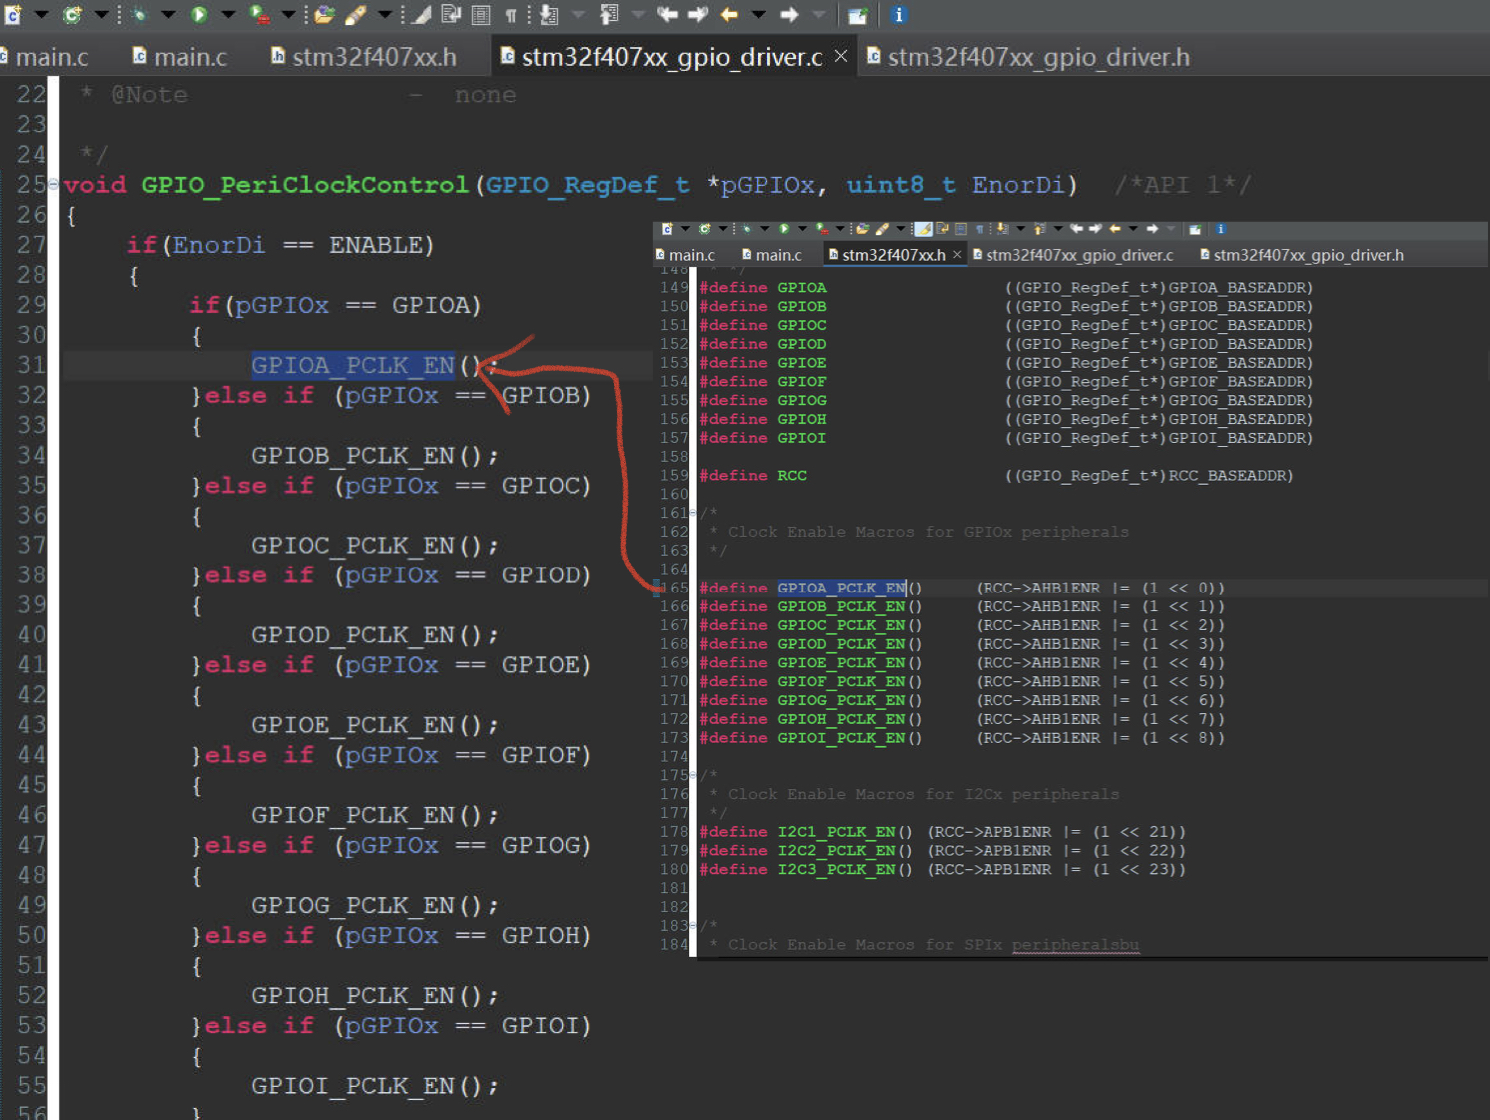 main.c main.c stm32f407xx.h stm32f407xx_gpio_driver.c stm32f407xx_gpio_driver.h
22 * @Note - none
23
24 */
25 void GPIO_PeriClockControl(GPIO_RegDef_t *pGPIOx, uint8_t EnorDi) /*API 1*/
26 {
27 if(EnorDi == ENABLE)
28 {
29 if(pGPIOx == GPIOA)
30 {
31 GPIOA_PCLK_EN();
32 }else if (pGPIOx == GPIOB)
33 {
34 GPIOB_PCLK_EN();
35 }else if (pGPIOx == GPIOC)
36 {
37 GPIOC_PCLK_EN();
38 }else if (pGPIOx == GPIOD)
39 {
40 GPIOD_PCLK_EN();
41 }else if (pGPIOx == GPIOE)
42 {
43 GPIOE_PCLK_EN();
44 }else if (pGPIOx == GPIOF)
45 {
46 GPIOF_PCLK_EN();
47 }else if (pGPIOx == GPIOG)
48 {
49 GPIOG_PCLK_EN();
50 }else if (pGPIOx == GPIOH)
51 {
52 GPIOH_PCLK_EN();
53 }else if (pGPIOx == GPIOI)
54 {
55 GPIOI_PCLK_EN();
56 }
main.c main.c stm32f407xx.h stm32f407xx_gpio_driver.c stm32f407xx_gpio_driver.h
148 * */
149 #define GPIOA ((GPIO_RegDef_t*)GPIOA_BASEADDR)
150 #define GPIOB ((GPIO_RegDef_t*)GPIOB_BASEADDR)
151 #define GPIOC ((GPIO_RegDef_t*)GPIOC_BASEADDR)
152 #define GPIOD ((GPIO_RegDef_t*)GPIOD_BASEADDR)
153 #define GPIOE ((GPIO_RegDef_t*)GPIOE_BASEADDR)
154 #define GPIOF ((GPIO_RegDef_t*)GPIOF_BASEADDR)
155 #define GPIOG ((GPIO_RegDef_t*)GPIOG_BASEADDR)
156 #define GPIOH ((GPIO_RegDef_t*)GPIOH_BASEADDR)
157 #define GPIOI ((GPIO_RegDef_t*)GPIOI_BASEADDR)
158
159 #define RCC ((GPIO_RegDef_t*)RCC_BASEADDR)
160
161 /*
162 * Clock Enable Macros for GPIOx peripherals
163 */
164
165 #define GPIOA_PCLK_EN() (RCC->AHB1ENR |= (1 << 0))
166 #define GPIOB_PCLK_EN() (RCC->AHB1ENR |= (1 << 1))
167 #define GPIOC_PCLK_EN() (RCC->AHB1ENR |= (1 << 2))
168 #define GPIOD_PCLK_EN() (RCC->AHB1ENR |= (1 << 3))
169 #define GPIOE_PCLK_EN() (RCC->AHB1ENR |= (1 << 4))
170 #define GPIOF_PCLK_EN() (RCC->AHB1ENR |= (1 << 5))
171 #define GPIOG_PCLK_EN() (RCC->AHB1ENR |= (1 << 6))
172 #define GPIOH_PCLK_EN() (RCC->AHB1ENR |= (1 << 7))
173 #define GPIOI_PCLK_EN() (RCC->AHB1ENR |= (1 << 8))
174
175 /*
176 * Clock Enable Macros for I2Cx peripherals
177 */
178 #define I2C1_PCLK_EN() (RCC->APB1ENR |= (1 << 21))
179 #define I2C2_PCLK_EN() (RCC->APB1ENR |= (1 << 22))
180 #define I2C3_PCLK_EN() (RCC->APB1ENR |= (1 << 23))
181
182
183 /*
184 * Clock Enable Macros for SPIx peripheralsbu